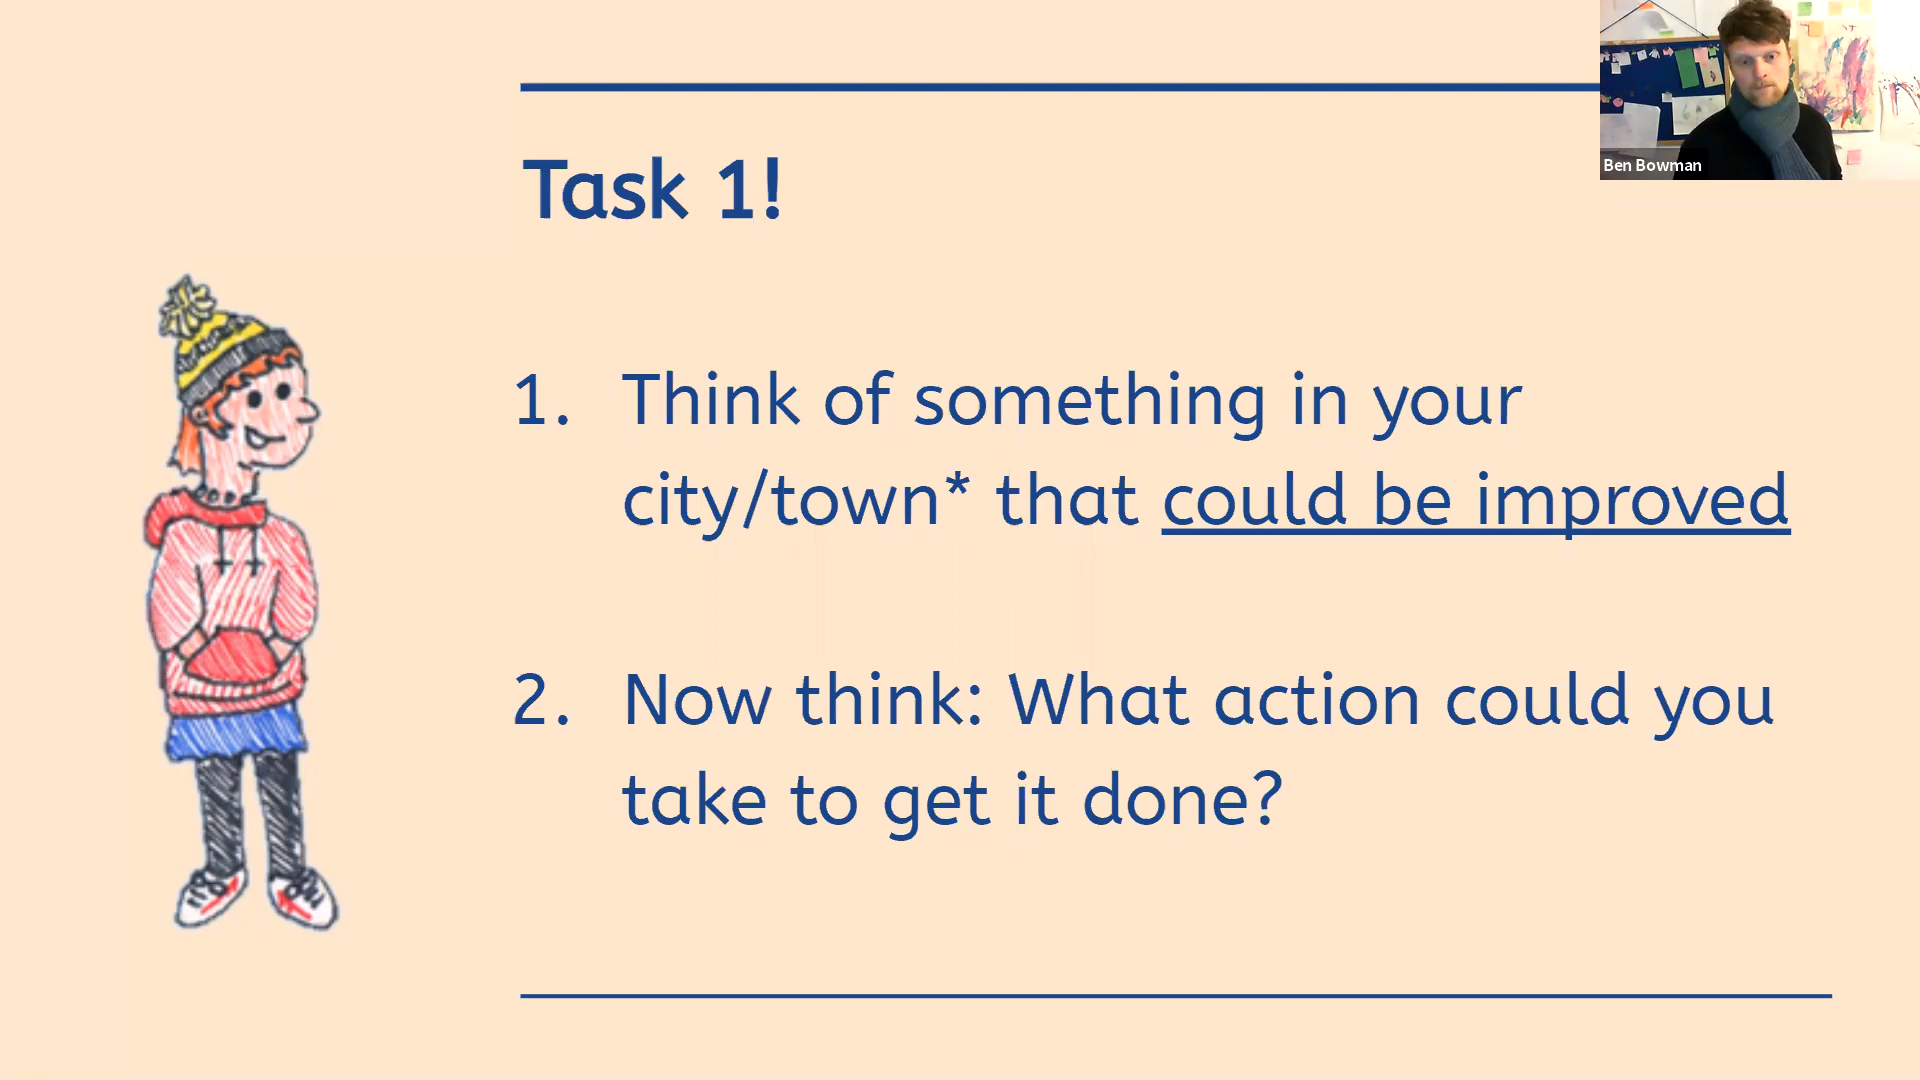 Task 1!
1. Think of something in your
city/town* that could be improved
2. Now think: What action could you
take to get it done?
Ben Bowman